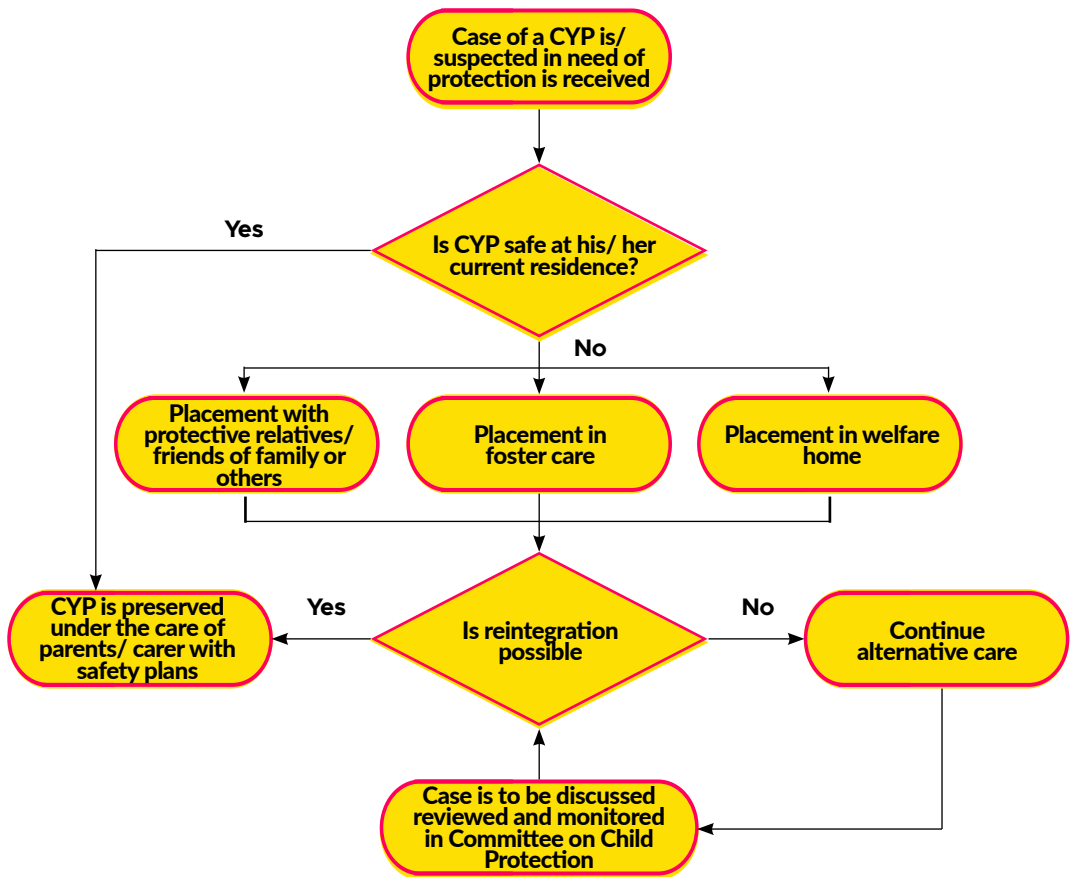 Case of a CYP is/
suspected in need of
protection is received
Yes
Is CYP safe at his/ her
current residence?
No
Placement with
protective relatives/
friends of family or
others
Placement in
foster care
Placement in welfare
home
CYP is preserved
under the care of
parents/ carer with
safety plans
Yes
Is reintegration
possible
No
Continue
alternative care
Case is to be discussed
reviewed and monitored
in Committee on Child
Protection